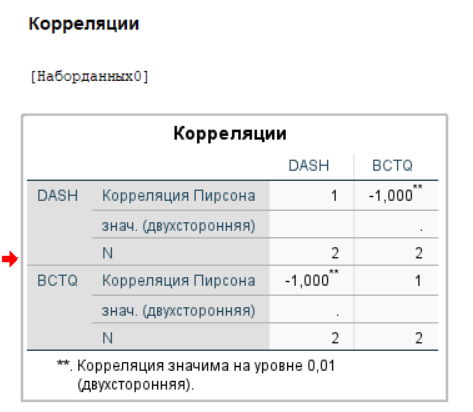 Корреляции
[Наборданных0]
Корреляции
DASH BCTQ
DASH Корреляция Пирсона 1 -1,000**
знач. (двухсторонняя) .
N 2 2
BCTQ Корреляция Пирсона -1,000** 1
знач. (двухсторонняя) .
N 2 2
**. Корреляция значима на уровне 0,01
(двухсторонняя).